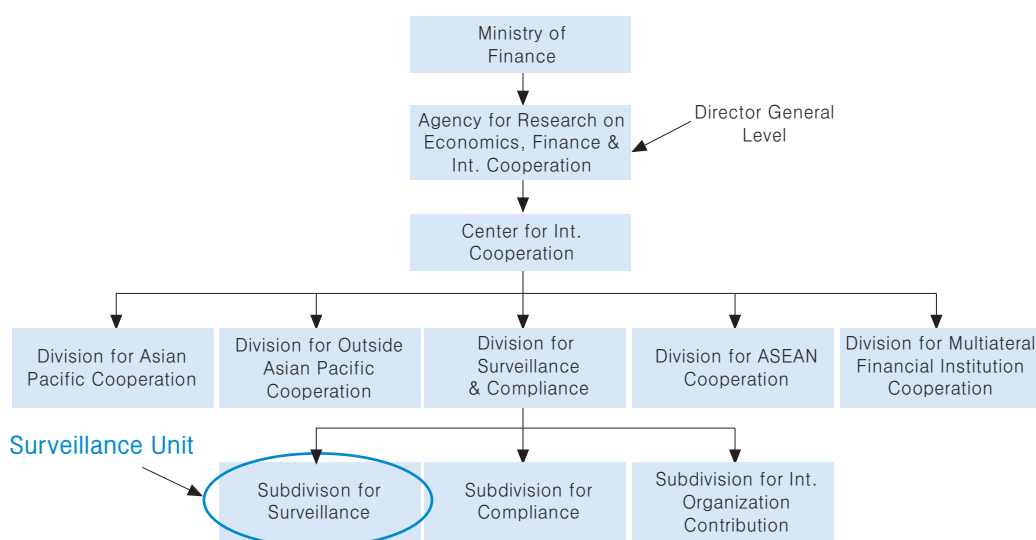 Ministry of
Finance
Agency for Research on
Economics, Finance &
Int. Cooperation
Director General
Level
Center for Int.
Cooperation
Division for Asian
Pacific Cooperation
Division for Outside
Asian Pacific
Cooperation
Division for
Surveillance
& Compliance
Division for ASEAN
Cooperation
Division for Multiateral
Financial Institution
Cooperation
Surveillance Unit
Subdivison for
Surveillance
Subdivision for
Compliance
Subdivision for Int.
Organization
Contribution